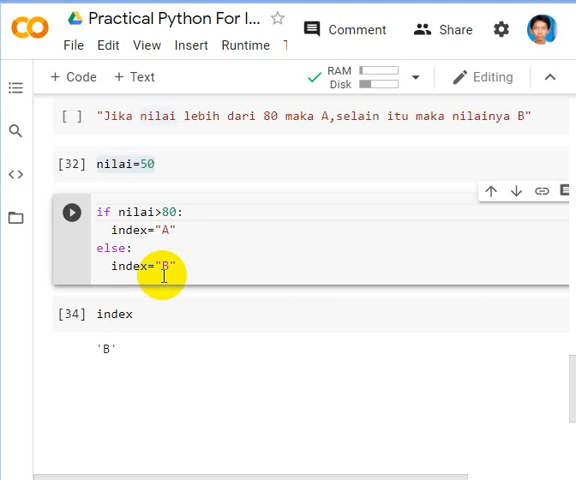 Practical Python For I...
Comment
Share
File Edit View Insert Runtime
+ Code + Text
RAM
Disk
Editing
[ ] "Jika nilai lebih dari 80 maka A,selain itu maka nilainya B"
[32] nilai=50
if nilai>80:
index="A"
else:
index="B"
[34] index
'B'